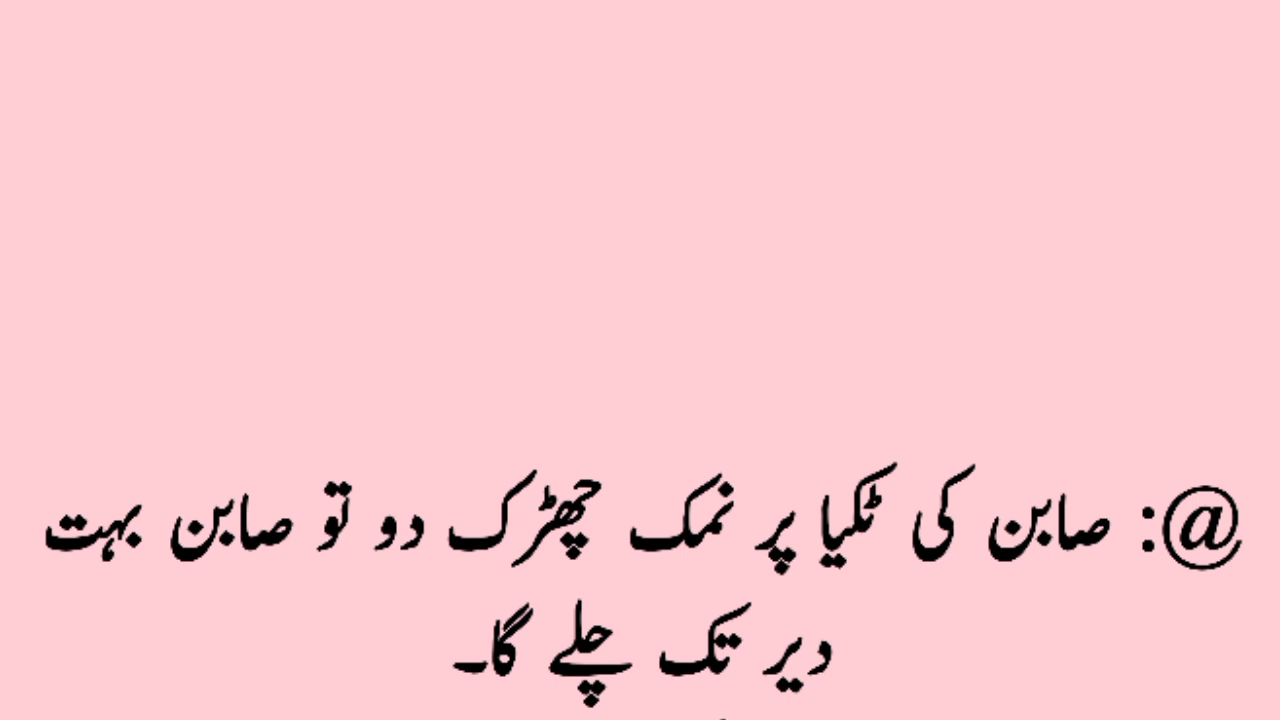 @: صابن کی ٹکیا پر نمک چھڑک دو تو صابن بہت
دیر تک چلے گا۔